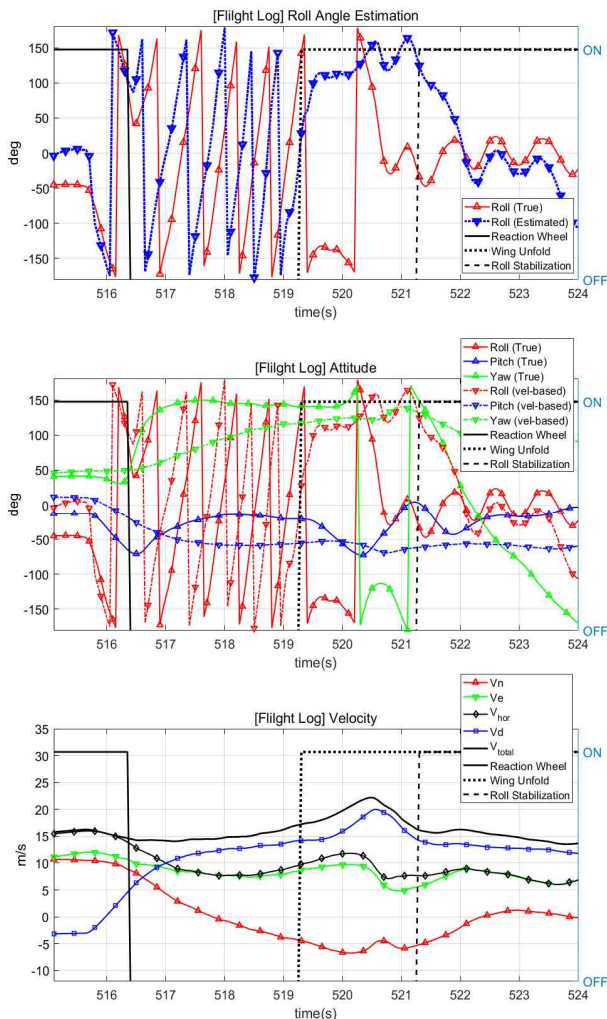 [Fliilght Log] Roll Angle Estimation
150
100
50
0
-50
-100
-150
deg
ON
OFF
Roll (True)
Roll (Estimated)
Reaction Wheel
Wing Unfold
Roll Stabilization
516
517
518
519
520
521
522
523
524
time(s)
[Fliilght Log] Attitude
150
100
50
0
-50
-100
-150
deg
ON
OFF
Roll (True)
Pitch (True)
Yaw (True)
Roll (vel-based)
Pitch (vel-based)
Yaw (vel-based)
Reaction Wheel
Wing Unfold
Roll Stabilization
516
517
518
519
520
521
522
523
524
time(s)
[Fliilght Log] Velocity
35
30
25
20
15
10
5
0
-5
-10
m/s
ON
OFF
Vn
Ve
V_hor
Vd
V_total
Reaction Wheel
Wing Unfold
Roll Stabilization
516
517
518
519
520
521
522
523
524
time(s)